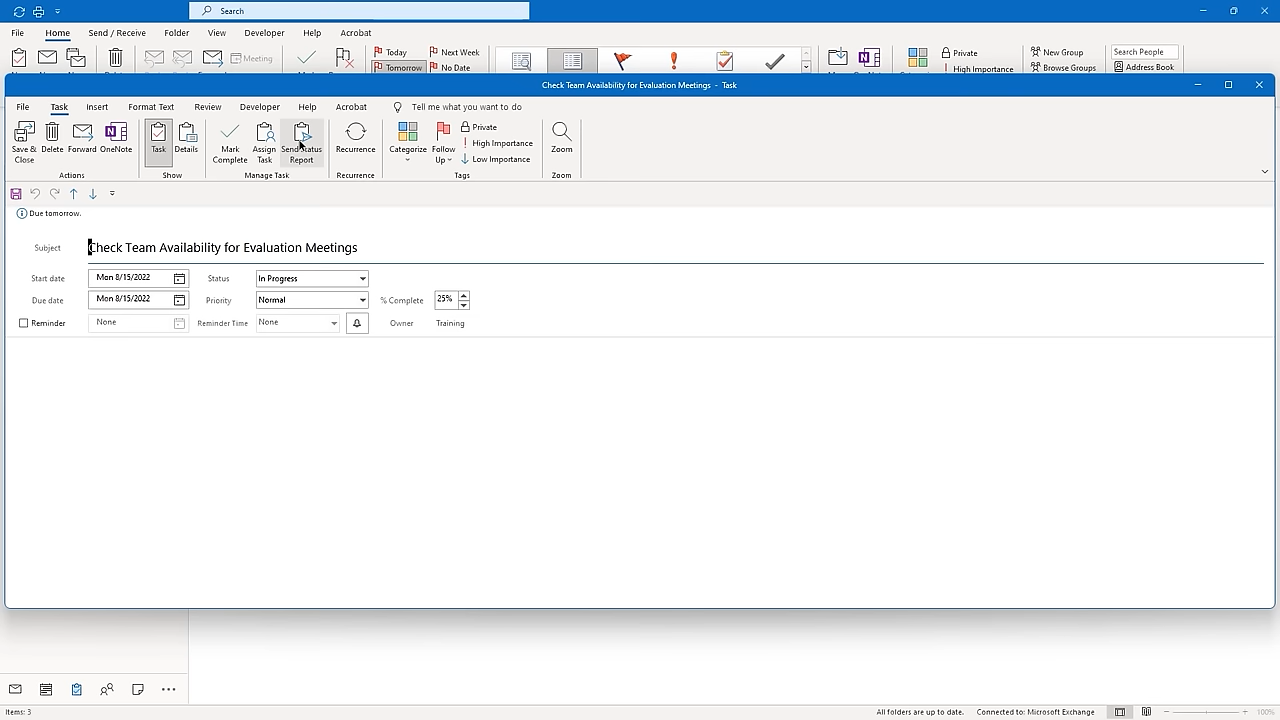 Search
File Home Send / Receive Folder View Developer Help Acrobat
Meeting
Today
Tomorrow
Next Week
No Date
Private
High Importance
New Group
Browse Groups
Search People
Address Book
Check Team Availability for Evaluation Meetings - Task
File Task Insert Format Text Review Developer Help Acrobat Tell me what you want to do
Save & Close
Delete
Forward
OneNote
Actions
Task
Details
Show
Mark Complete
Assign Task
Send Status Report
Manage Task
Recurrence
Recurrence
Categorize
Follow Up
Private
High Importance
Low Importance
Tags
Zoom
Zoom
Due tomorrow.
Subject Check Team Availability for Evaluation Meetings
Start date Mon 8/15/2022 Status In Progress
Due date Mon 8/15/2022 Priority Normal % Complete 25%
Reminder None Reminder Time None Owner Training
Items: 3 All folders are up to date. Connected to: Microsoft Exchange 100%